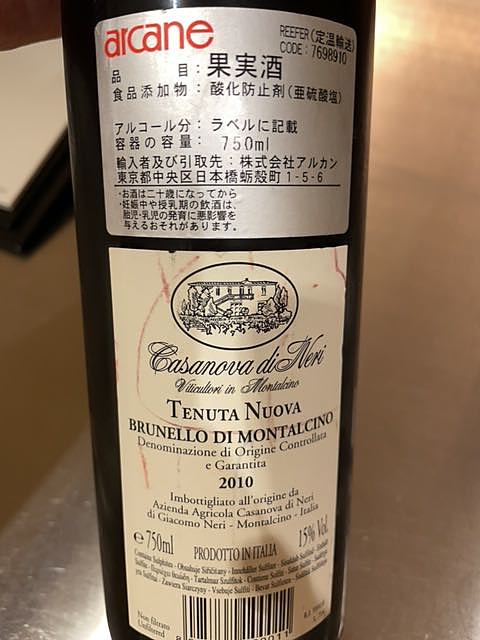 arcane
REEFER(定温輸送)
CODE: 7698910
品 目:果実酒
食品添加物:酸化防止剤(亜硫酸塩)
アルコール分:ラベルに記載
容器の容量: 750ml
輸入者及び引取先:株式会社アルカン
東京都中央区日本橋蛎殻町1-5-6
・お酒は二十歳になってから
・妊娠中や授乳期の飲酒は、
胎児・乳児の発育に悪影響を
与えるおそれがあります。
Casanova di Neri
Viticultori in Montalcino
TENUTA NUOVA
BRUNELLO DI MONTALCINO
Denominazione di Origine Controllata
e Garantita
2010
Imbottigliato all'origine da
Azienda Agricola Casanova di Neri
di Giacomo Neri - Montalcino - Italia
e 750ml PRODOTTO IN ITALIA 15% Vol.
Non filtrato
Unfiltered